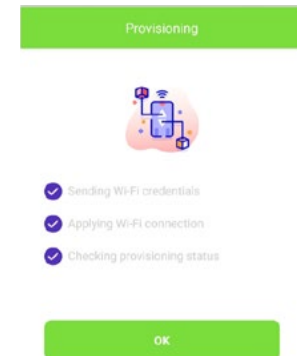 Provisioning
Sending Wi-Fi credentials
Applying Wi-Fi connection
Checking provisioning status
OK